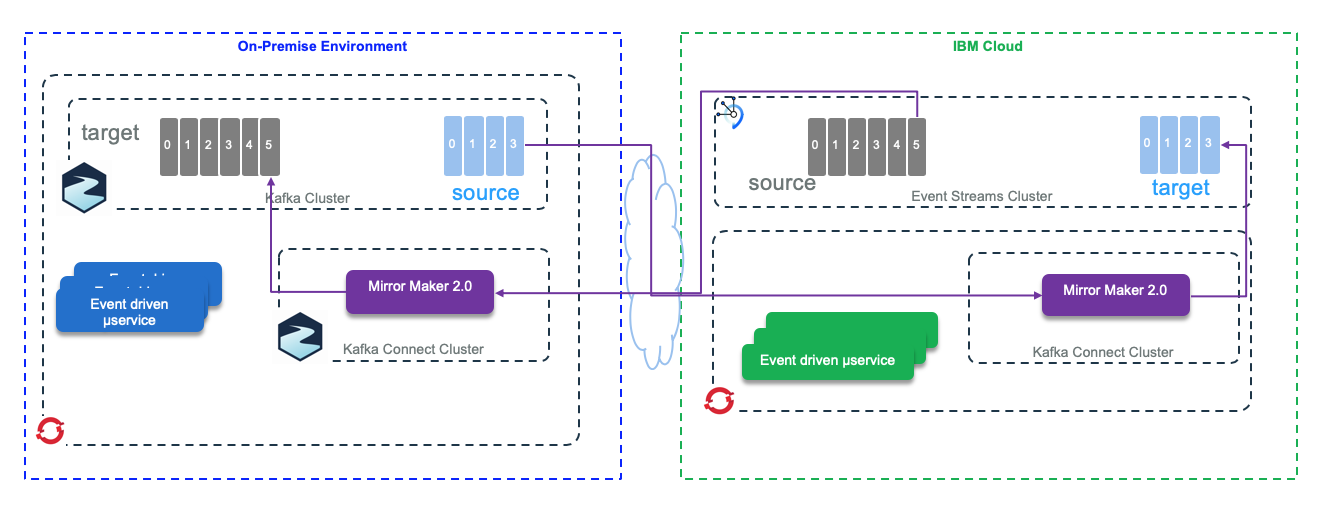 On-Premise Environment
IBM Cloud
target
0 1 2 3 4 5
0 1 2 3
source
Kafka Cluster
0 1 2 3 4 5
0 1 2 3
source
target
Event Streams Cluster
Mirror Maker 2.0
Kafka Connect Cluster
Event driven
µservice
Mirror Maker 2.0
Kafka Connect Cluster
Event driven µservice